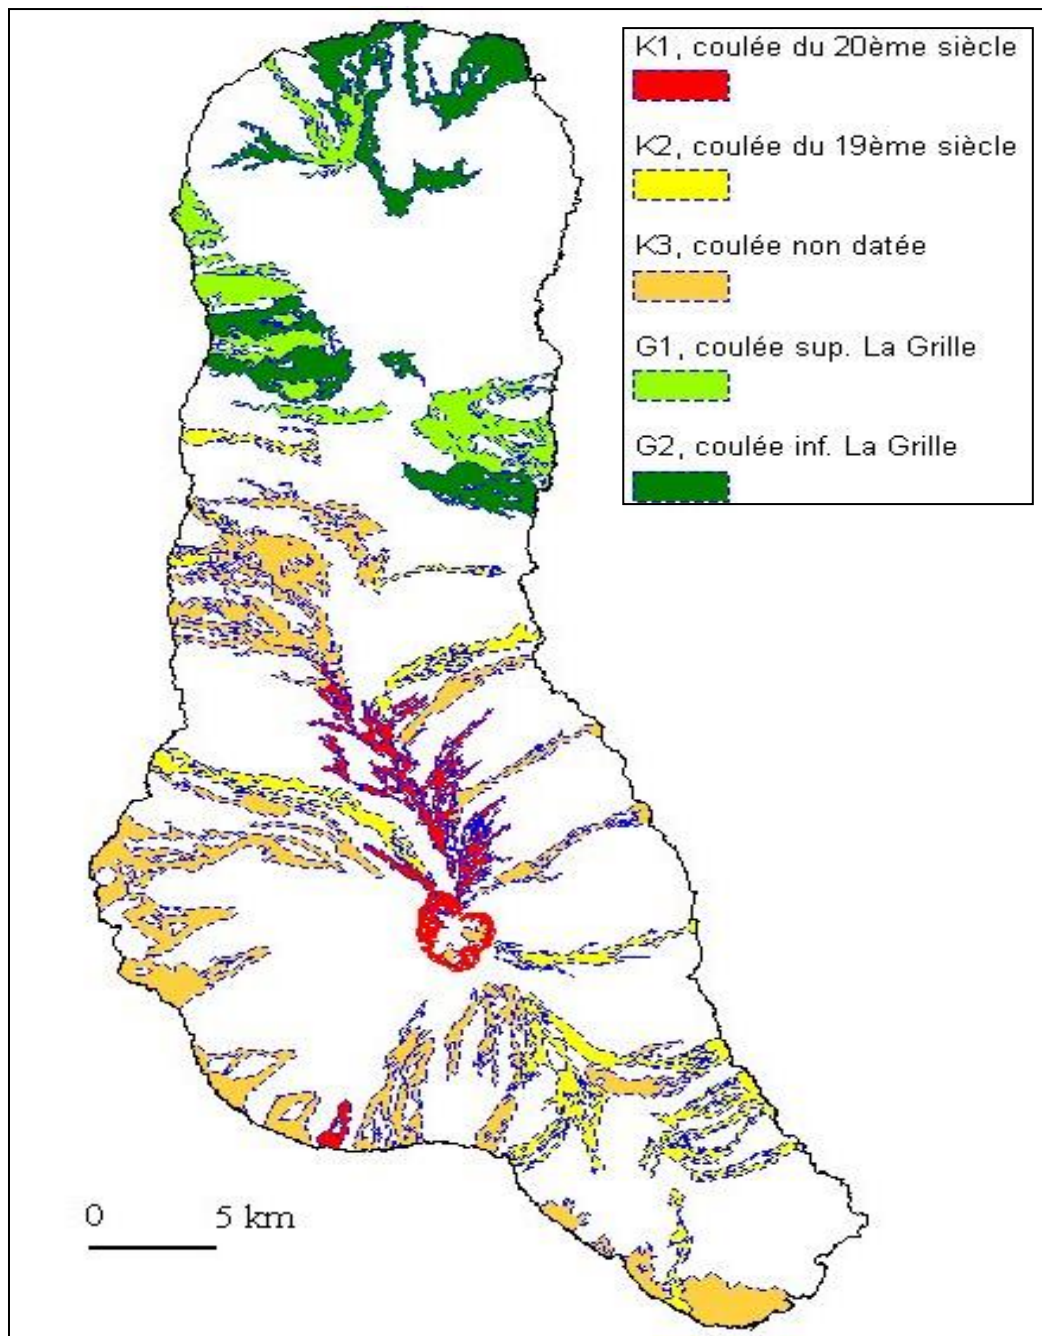 K1, coulée du 20ème siècle
K2, coulée du 19ème siècle
K3, coulée non datée
G1, coulée sup. La Grille
G2, coulée inf. La Grille
0 5 km